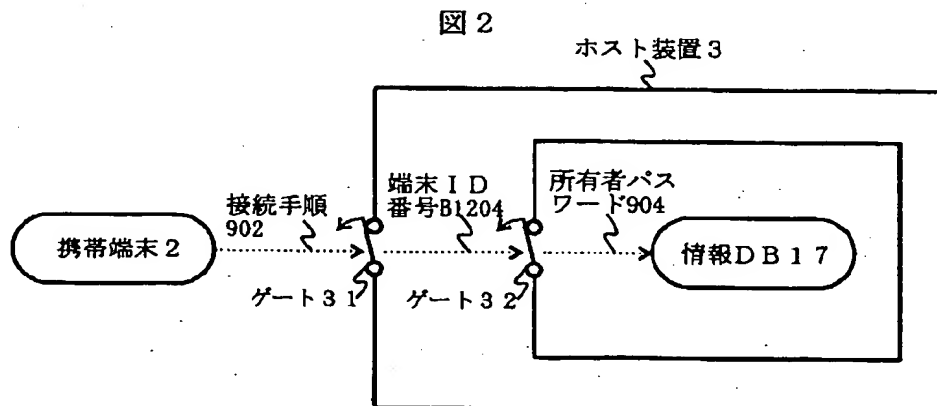 図2
ホスト装置3
接続手順
902
端末ID
番号B1204
所有者パス
ワード904
携帯端末2
情報DB17
ゲート31
ゲート32